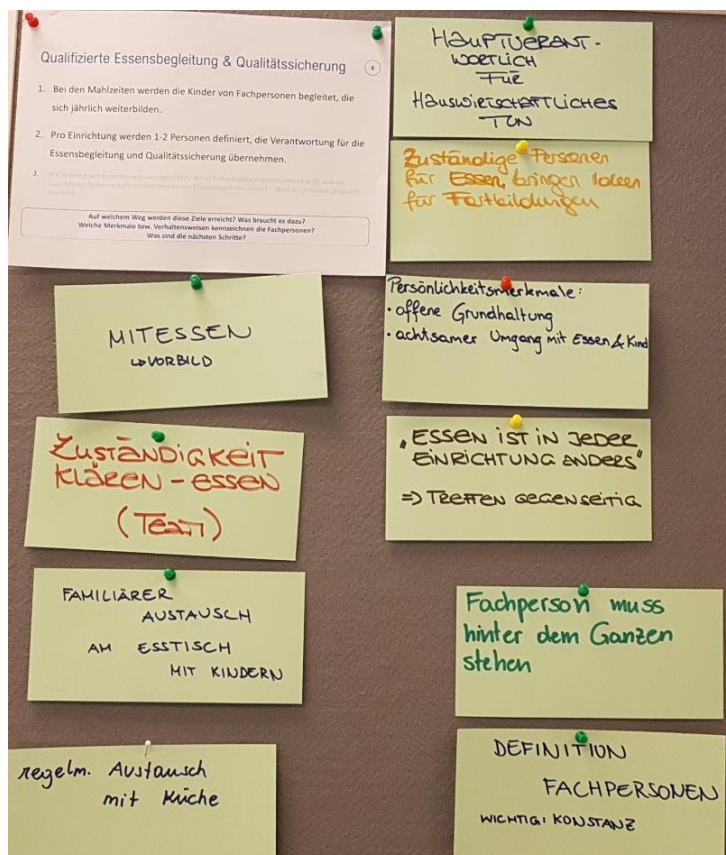 Qualifizierte Essensbegleitung & Qualitätssicherung
1. Bei den Mahlzeiten werden die Kinder von Fachpersonen begleitet, die
sich jährlich weiterbilden.
2. Pro Einrichtung werden 1-2 Personen definiert, die Verantwortung für die
Essensbegleitung und Qualitätssicherung übernehmen.
3.
Auf welchem Weg werden diese Ziele erreicht? Was braucht es dazu?
Welche Merkmale bzw. Verhaltensweisen kennzeichnen die Fachpersonen?
Was sind die nächsten Schritte?
HAUPTVERANT-
WORTLICH
FÜR
HAUSWIRTSCHAFTLICHES
TUN
Zuständige Personen
für Essen, bringen Ideen
für Fortbildungen
MITESSEN
↳VORBILD
Persönlichkeitsmerkmale:
• offene Grundhaltung
• achtsamer Umgang mit Essen & Kind
ZUSTÄNDIGKEIT
KLÄREN - ESSEN
(TEAM)
„ESSEN IST IN JEDER
EINRICHTUNG ANDERS"
=> TREFFEN GEGENSEITIG
FAMILIÄRER
AUSTAUSCH
AM ESSTISCH
MIT KINDERN
Fachperson muss
hinter dem Ganzen
stehen
regelm. Austausch
mit Küche
DEFINITION
FACHPERSONEN
WICHTIG: KONSTANZ